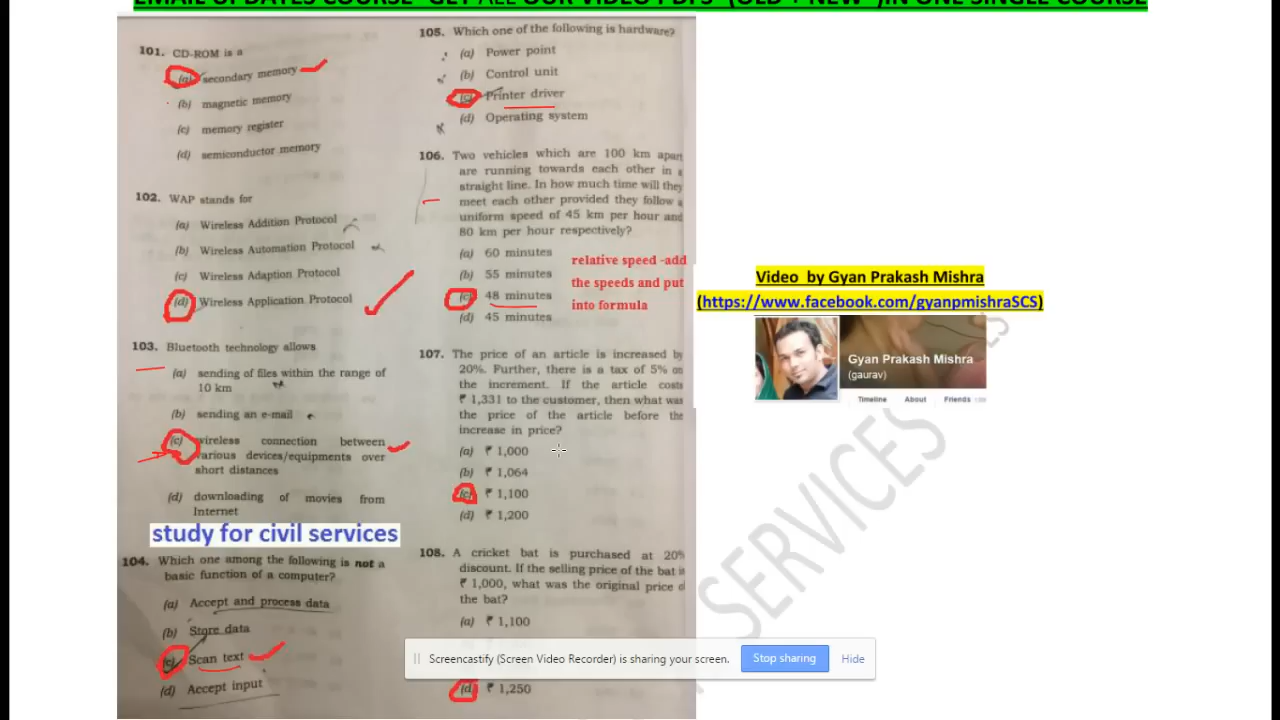 EMAIL UPDATES COURSE -GET ALL OUR VIDEO PDFS (OLD + NEW )IN ONE SINGLE COURSE
101. CD-ROM is a
(a) secondary memory
(b) magnetic memory
(c) memory register
(d) semiconductor memory
102. WAP stands for
(a) Wireless Addition Protocol
(b) Wireless Automation Protocol
(c) Wireless Adaption Protocol
(d) Wireless Application Protocol
103. Bluetooth technology allows
(a) sending of files within the range of
10 km
(b) sending an e-mail
(c) wireless connection between
various devices/equipments over
short distances
(d) downloading of movies from
Internet
study for civil services
104. Which one among the following is not a
basic function of a computer?
(a) Accept and process data
(b) Store data
(c) Scan text
(d) Accept input
105. Which one of the following is hardware?
(a) Power point
(b) Control unit
(c) Printer driver
(d) Operating system
106. Two vehicles which are 100 km apart
are running towards each other in a
straight line. In how much time will they
meet each other provided they follow a
uniform speed of 45 km per hour and
80 km per hour respectively?
(a) 60 minutes
(b) 55 minutes
(c) 48 minutes
(d) 45 minutes
relative speed -add
the speeds and put
into formula
107. The price of an article is increased by
20%. Further, there is a tax of 5% on
the increment. If the article costs
₹ 1,331 to the customer, then what was
the price of the article before the
increase in price?
(a) ₹ 1,000
(b) ₹ 1,064
(c) ₹ 1,100
(d) ₹ 1,200
108. A cricket bat is purchased at 20%
discount. If the selling price of the bat is
₹ 1,000, what was the original price of
the bat?
(a) ₹ 1,100
(d) ₹ 1,250
Video by Gyan Prakash Mishra
(https://www.facebook.com/gyanpmishraSCS)
Gyan Prakash Mishra
(gaurav)
Timeline About Friends
SERVICES
Screencastify (Screen Video Recorder) is sharing your screen.
Stop sharing
Hide